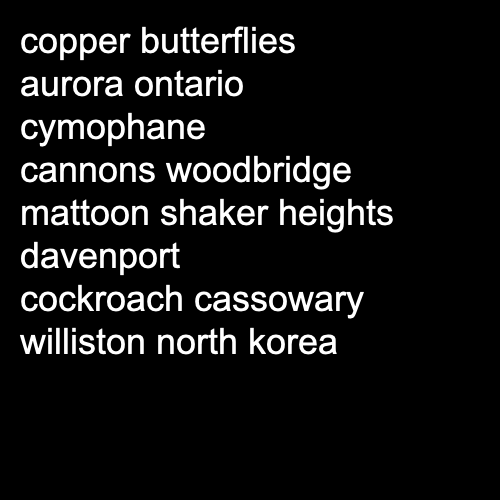 copper butterflies
aurora ontario
cymophane
cannons woodbridge
mattoon shaker heights
davenport
cockroach cassowary
williston north korea